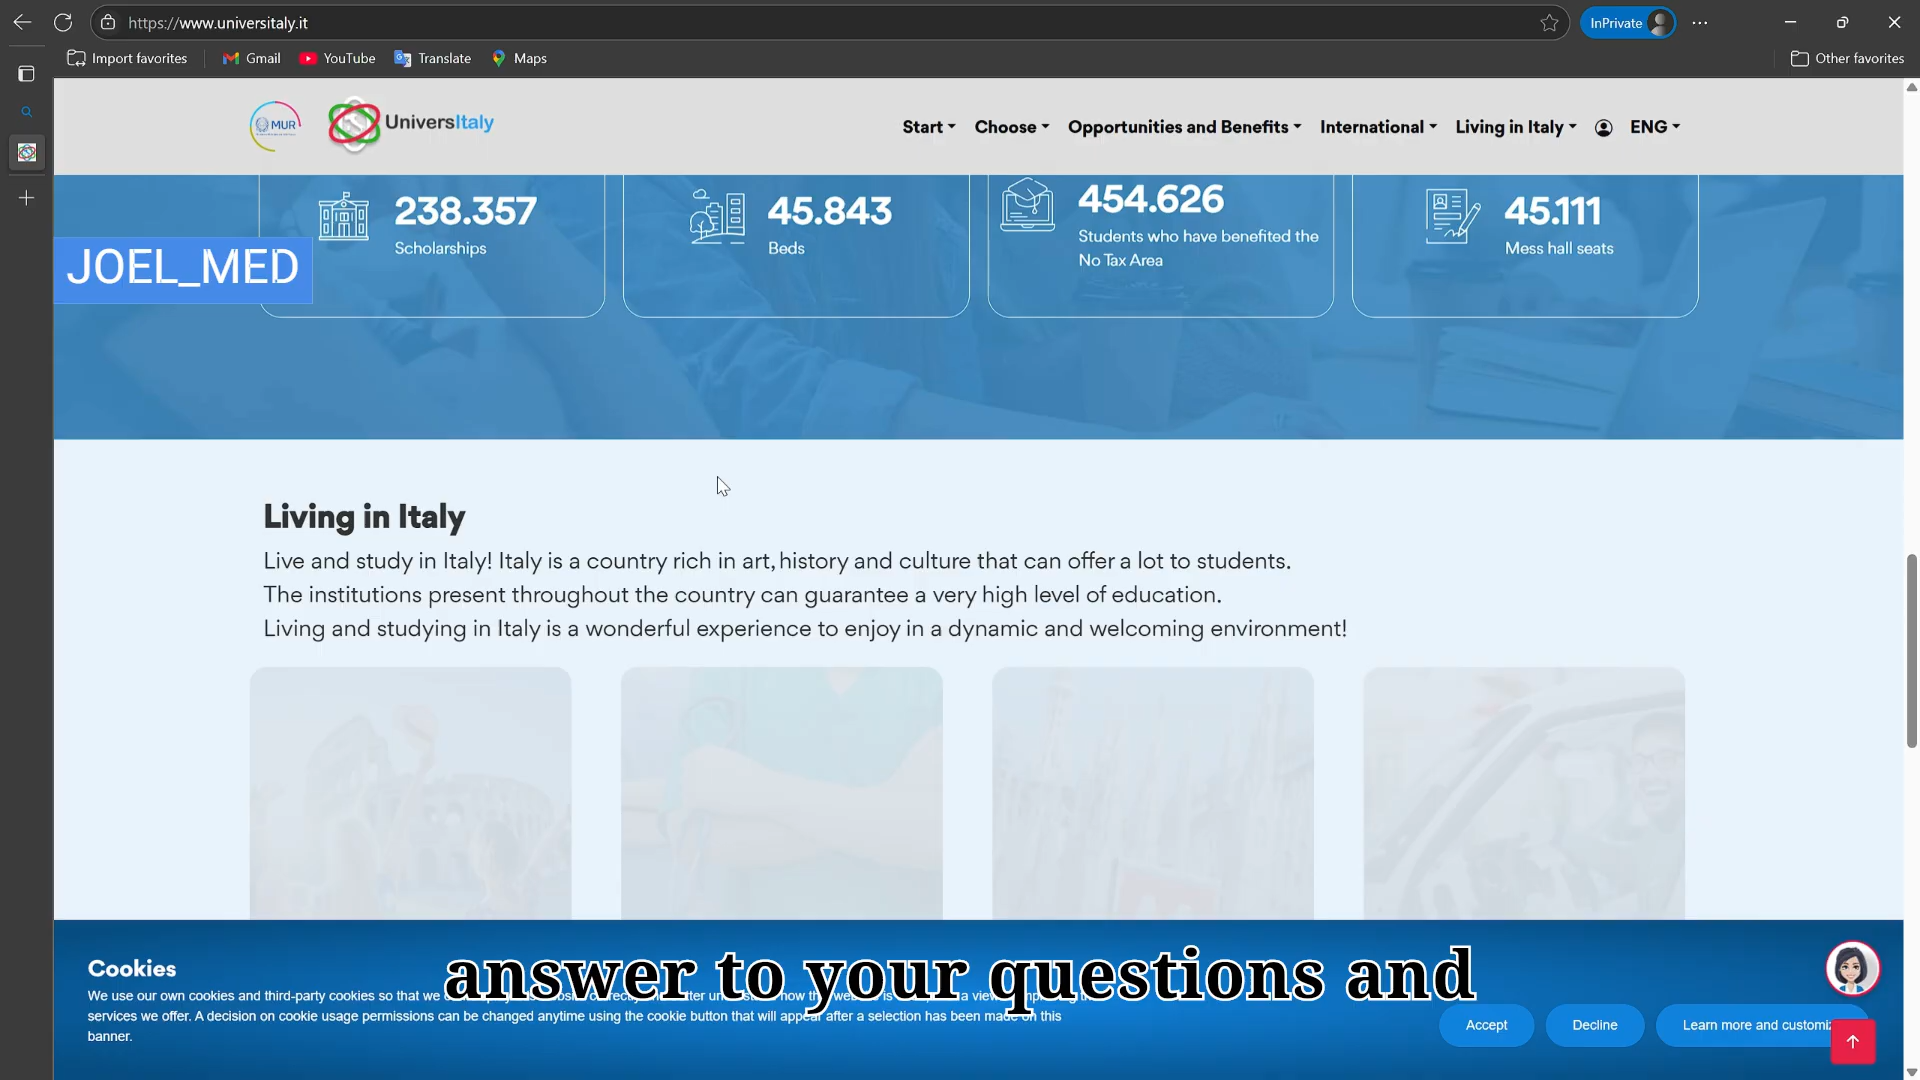 https://www.universitaly.it
InPrivate
Import favorites
Gmail
YouTube
Translate
Maps
Other favorites
MUR
UniversItaly
Start
Choose
Opportunities and Benefits
International
Living in Italy
ENG
238.357
Scholarships
45.843
Beds
454.626
Students who have benefited the
No Tax Area
45.111
Mess hall seats
JOEL_MED
Living in Italy
Live and study in Italy! Italy is a country rich in art, history and culture that can offer a lot to students.
The institutions present throughout the country can guarantee a very high level of education.
Living and studying in Italy is a wonderful experience to enjoy in a dynamic and welcoming environment!
Cookies
answer to your questions and
We use our own cookies and third-party cookies so that we
services we offer. A decision on cookie usage permissions can be changed anytime using the cookie button that will appear after a selection has been made on this
banner.
Accept
Decline
Learn more and customiz